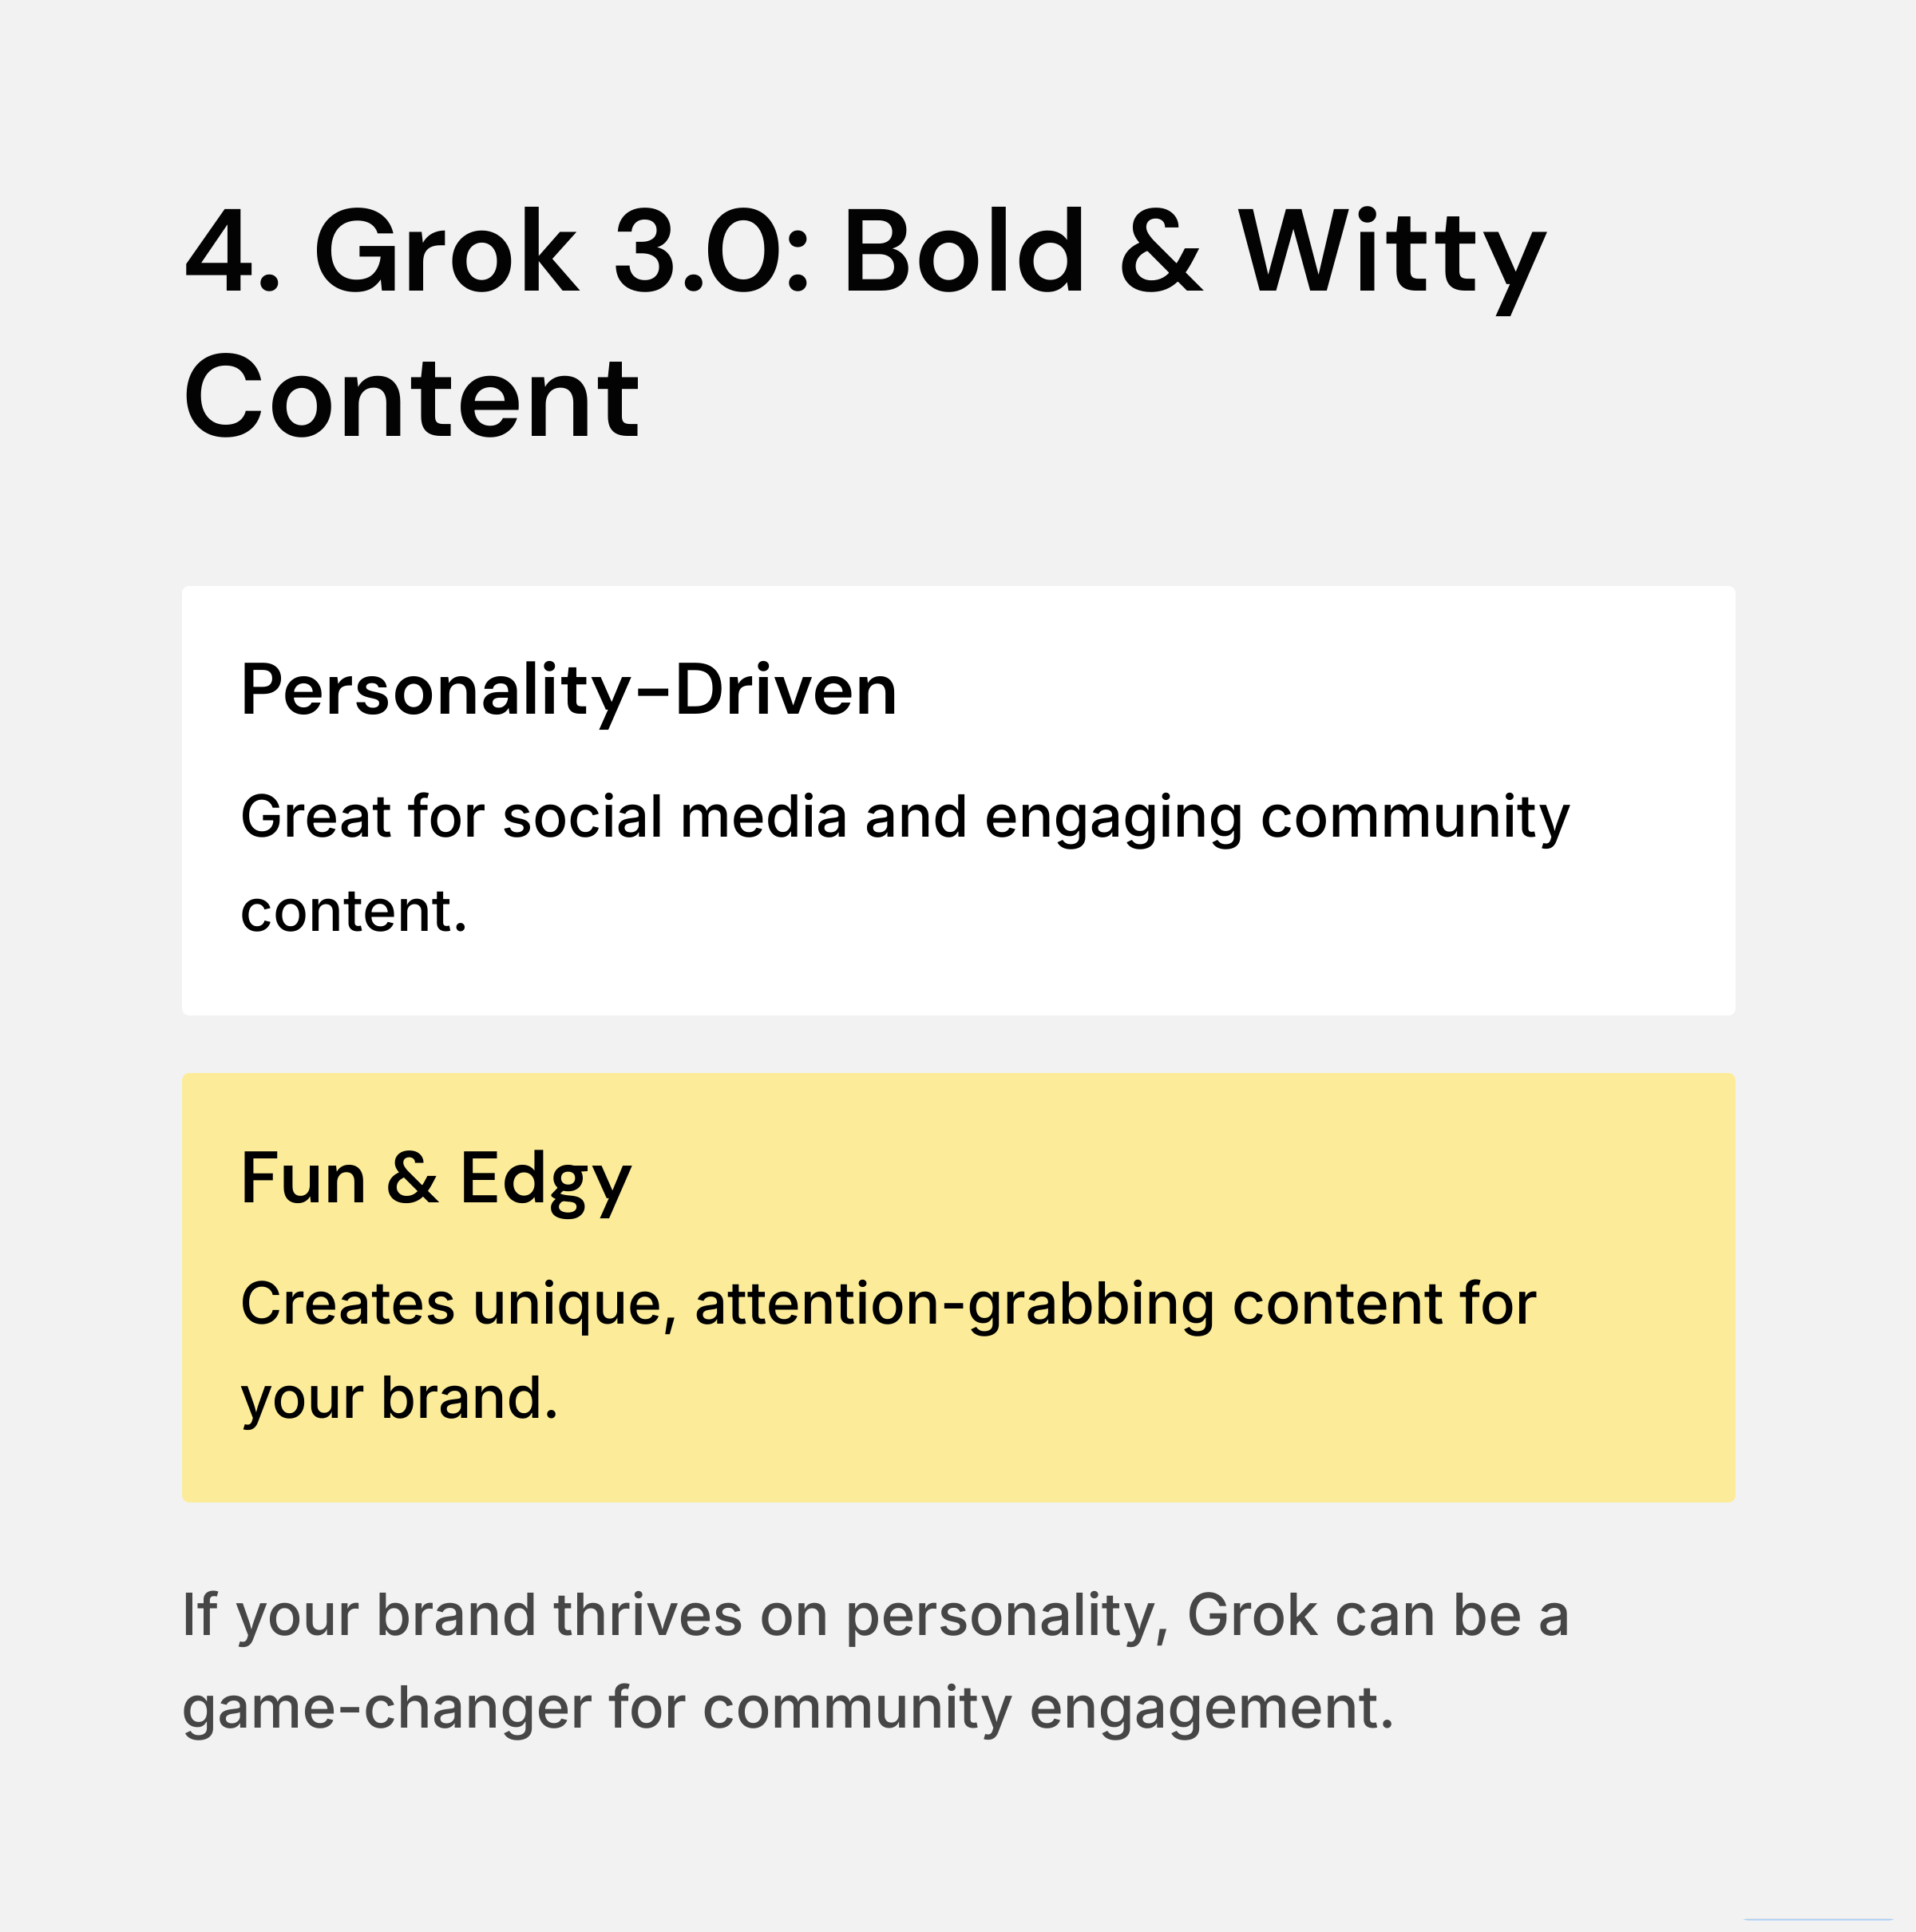 4. Grok 3.0: Bold & Witty
Content
Personality-Driven
Great for social media and engaging community
content.
Fun & Edgy
Creates unique, attention-grabbing content for
your brand.
If your brand thrives on personality, Grok can be a
game-changer for community engagement.